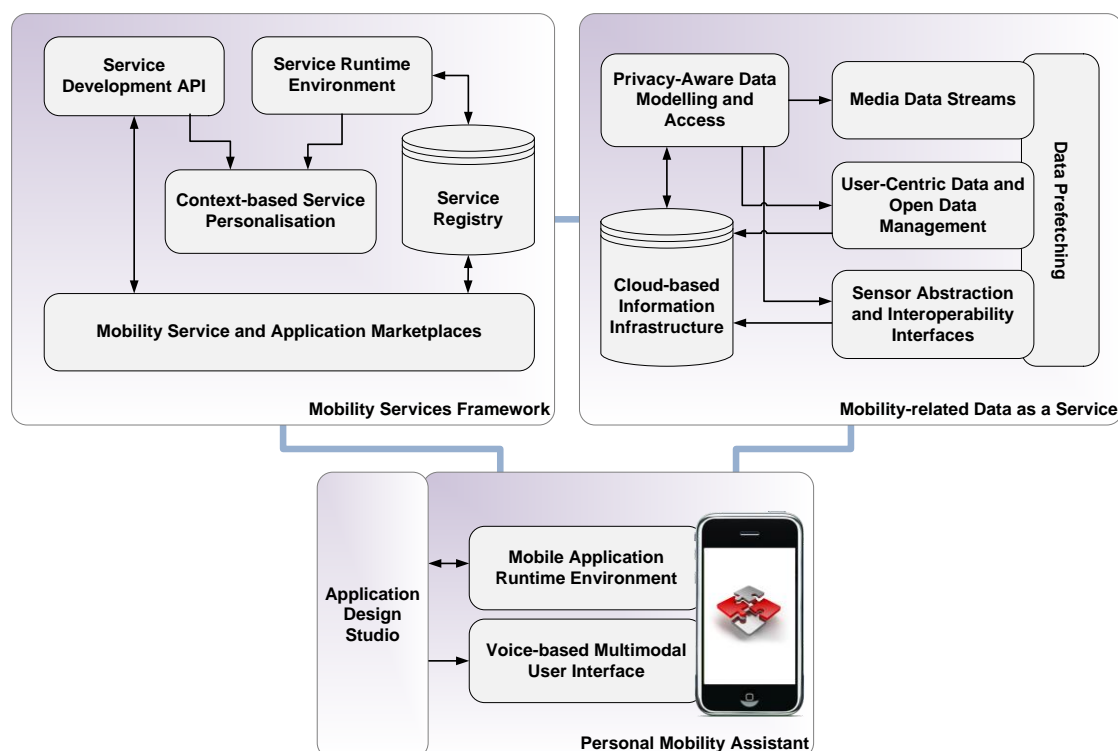 Service
Development API
Service Runtime
Environment
Context-based Service
Personalisation
Service
Registry
Mobility Service and Application Marketplaces
Mobility Services Framework
Privacy-Aware Data
Modelling and
Access
Media Data Streams
User-Centric Data and
Open Data
Management
Cloud-based
Information
Infrastructure
Sensor Abstraction
and Interoperability
Interfaces
Data Prefetching
Mobility-related Data as a Service
Application
Design
Studio
Mobile Application
Runtime Environment
Voice-based Multimodal
User Interface
Personal Mobility Assistant